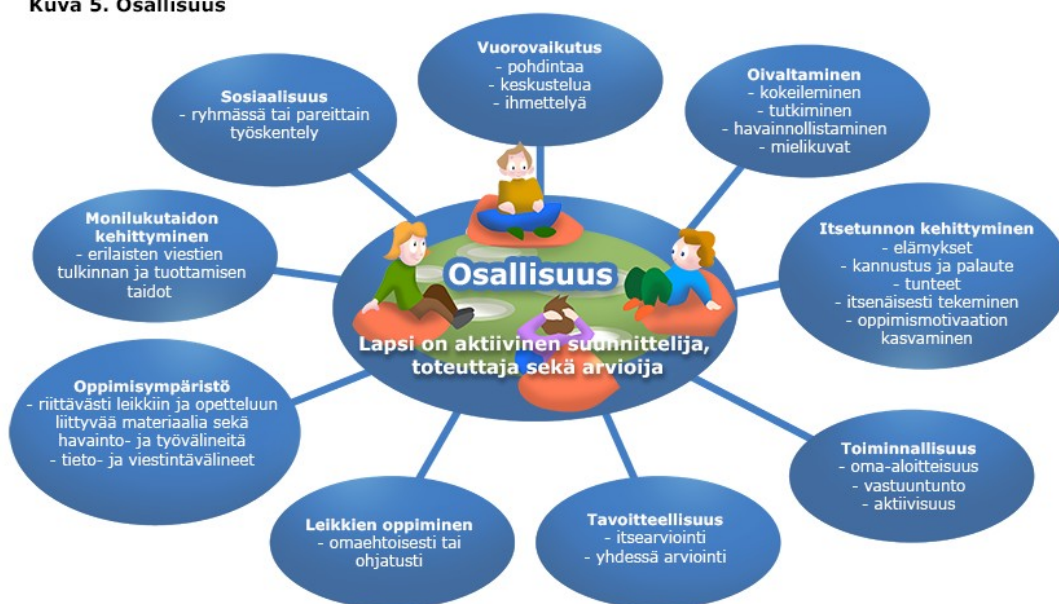 Kuva 5. Osallisuus
Vuorovaikutus
- pohdintaa
- keskustelua
- ihmettelyä
Oivaltaminen
- kokeileminen
- tutkiminen
- havainnollistaminen
- mielikuvat
Sosiaalisuus
- ryhmässä tai pareittain
työskentely
Monilukutaidon
kehittyminen
- erilaisten viestien
tulkinnan ja tuottamisen
taidot
Itsetunnon kehittyminen
- elämykset
- kannustus ja palaute
- tunteet
- itsenäisesti tekeminen
- oppimismotivaation
kasvaminen
Osallisuus
Lapsi on aktiivinen suunnittelija,
toteuttaja sekä arvioija
Oppimisympäristö
- riittävästi leikkiin ja opetteluun
liittyvää materiaalia sekä
havainto- ja työvälineitä
- tieto- ja viestintävälineet
Toiminnallisuus
- oma-aloitteisuus
- vastuuntunto
- aktiivisuus
Leikkien oppiminen
- omaehtoisesti tai
ohjatusti
Tavoitteellisuus
- itsearviointi
- yhdessä arviointi